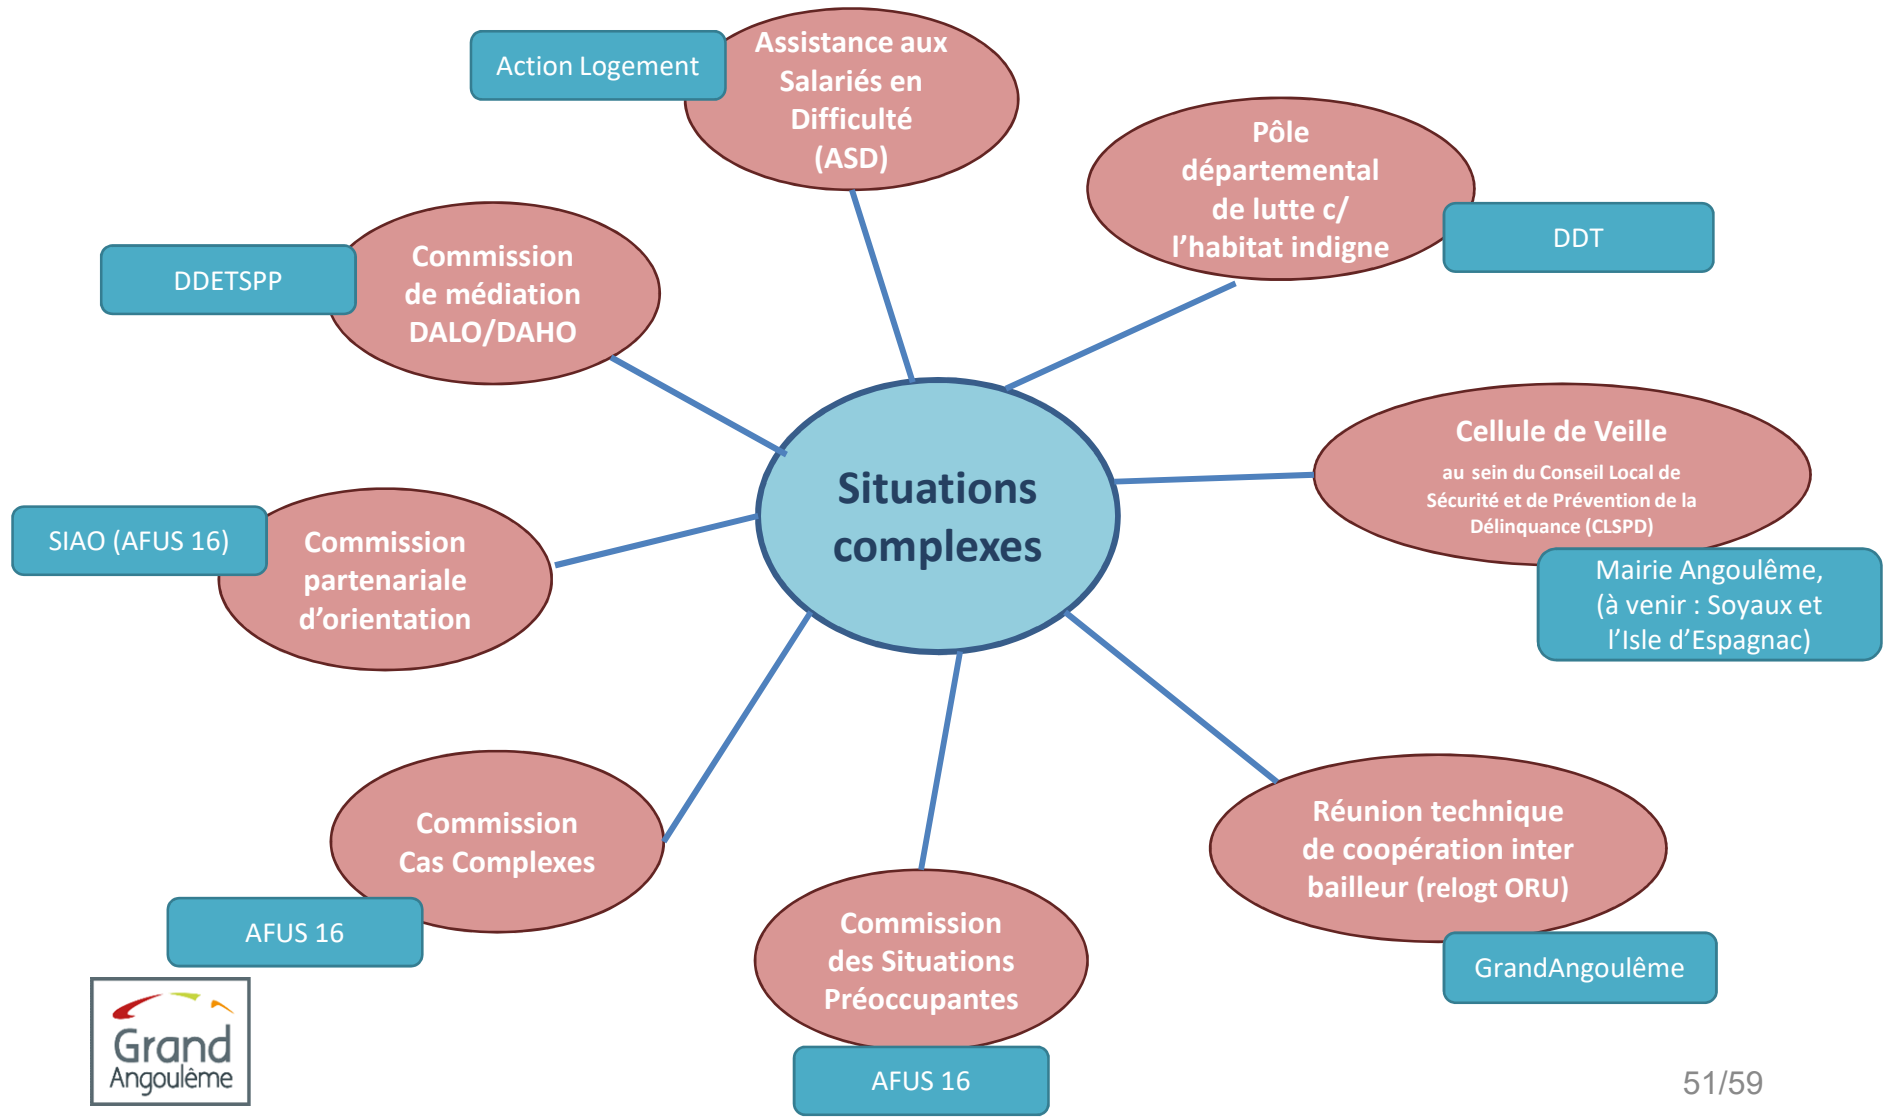 Action Logement
Assistance aux
Salariés en
Difficulté
(ASD)
Pôle
départemental
de lutte c/
l’habitat indigne
DDT
DDETSPP
Commission
de médiation
DALO/DAHO
Cellule de Veille
au sein du Conseil Local de
Sécurité et de Prévention de la
Délinquance (CLSPD)
Mairie Angoulême,
(à venir : Soyaux et
l’Isle d’Espagnac)
Situations
complexes
SIAO (AFUS 16)
Commission
partenariale
d’orientation
Commission
Cas Complexes
AFUS 16
Commission
des Situations
Préoccupantes
AFUS 16
Réunion technique
de coopération inter
bailleur (relogt ORU)
GrandAngoulême
Grand
Angoulême
51/59